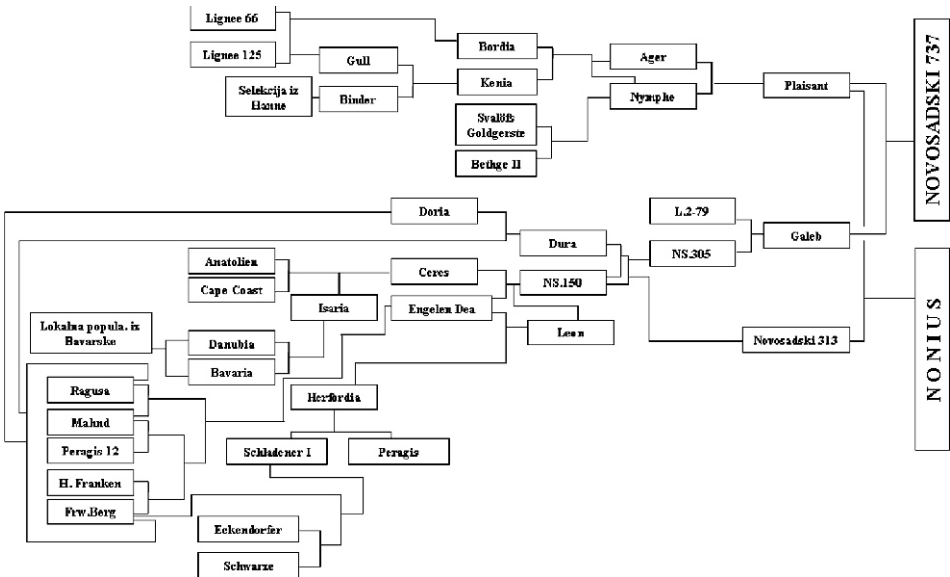 Lignee 66
Lignee 125
Gull
Selekcija iz
Hanne
Binder
Bordia
Kenia
Svalöfs
Goldgerste
Bethge II
Ager
Nymphe
Plaisant
NOVOSADSKI 737
Doria
Dura
L.2-79
NS.305
Galeb
Anatolien
Cape Coast
Isaria
Ceres
Engelen Dea
NS.150
Leon
Novosadski 313
NONIUS
Lokalna popula. iz
Bavarske
Danubia
Bavaria
Ragusa
Mahnd
Peragis 12
H. Franken
Frw.Berg
Herfordia
Schladener I
Peragis
Eckendorfer
Schwarze